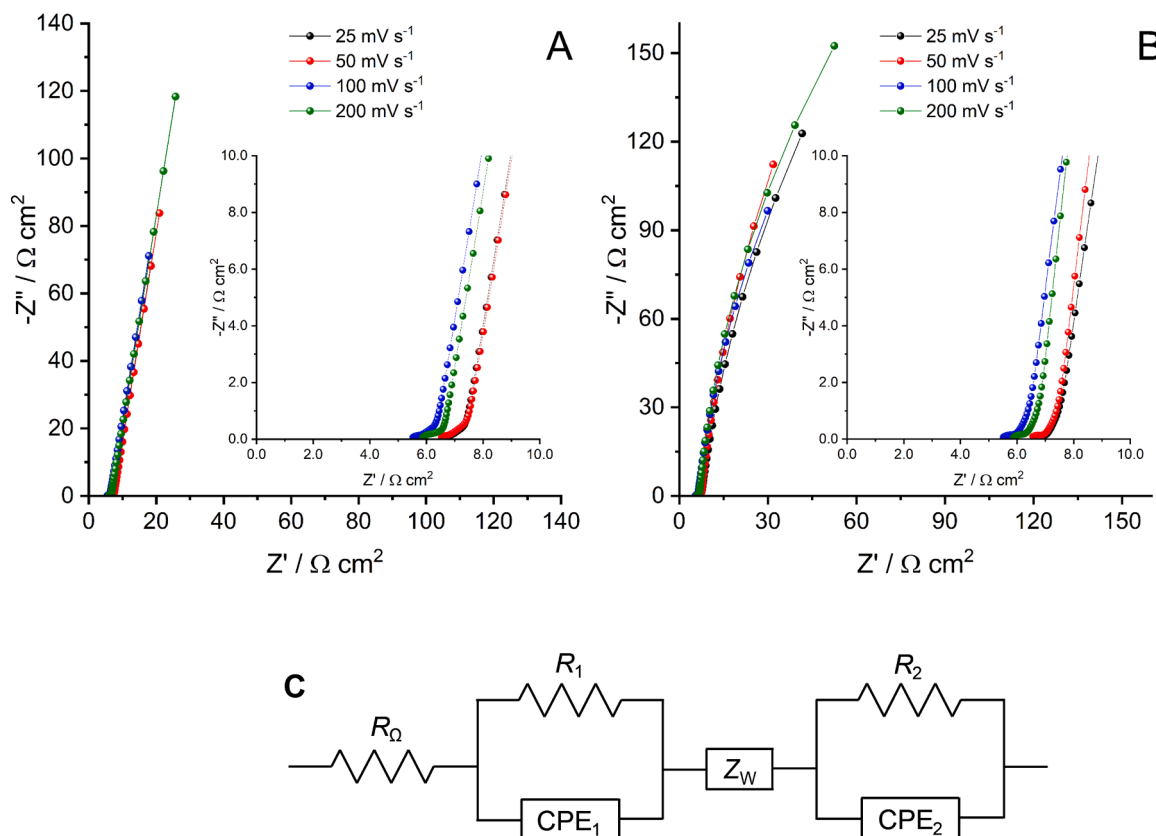 A
25 mV s⁻¹
50 mV s⁻¹
100 mV s⁻¹
200 mV s⁻¹
-Z'' / Ω cm²
140
120
100
80
60
40
20
0
0 20 40 60 80 100 120 140
Z' / Ω cm²
-Z'' / Ω cm²
10.0
8.0
6.0
4.0
2.0
0.0
0.0 2.0 4.0 6.0 8.0 10.0
Z' / Ω cm²
B
25 mV s⁻¹
50 mV s⁻¹
100 mV s⁻¹
200 mV s⁻¹
-Z'' / Ω cm²
150
120
90
60
30
0
0 30 60 90 120 150
Z' / Ω cm²
-Z'' / Ω cm²
10.0
8.0
6.0
4.0
2.0
0.0
0.0 2.0 4.0 6.0 8.0 10.0
Z' / Ω cm²
C
R_Ω
R₁
CPE₁
Z_W
R₂
CPE₂